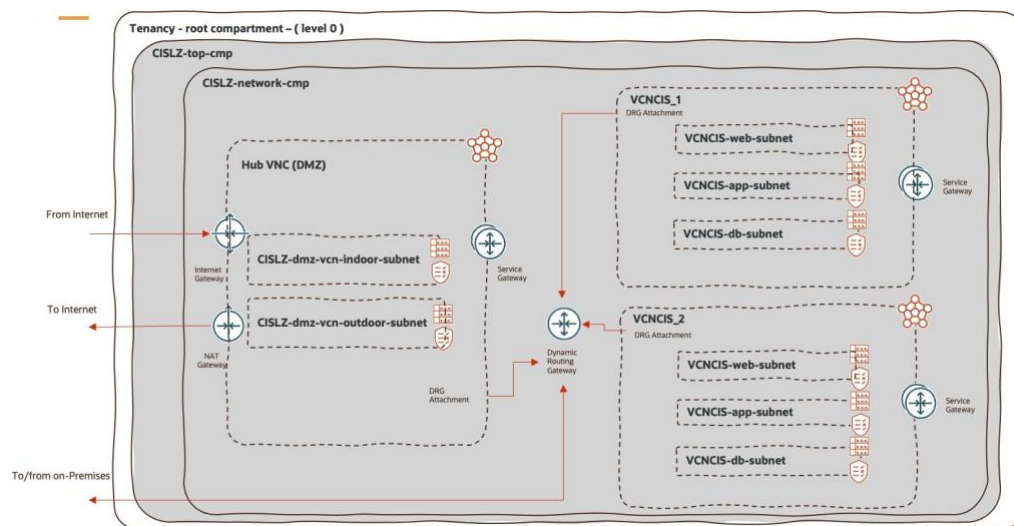 Tenancy - root compartment – ( level 0 )
CISLZ-top-cmp
CISLZ-network-cmp
Hub VNC (DMZ)
From Internet
Internet
Gateway
CISLZ-dmz-vcn-indoor-subnet
Service
Gateway
To Internet
NAT
Gateway
CISLZ-dmz-vcn-outdoor-subnet
DRG
Attachment
To/from on-Premises
Dynamic
Routing
Gateway
VCNCIS_1
DRG Attachment
VCNCIS-web-subnet
VCNCIS-app-subnet
VCNCIS-db-subnet
Service
Gateway
VCNCIS_2
DRG Attachment
VCNCIS-web-subnet
VCNCIS-app-subnet
VCNCIS-db-subnet
Service
Gateway